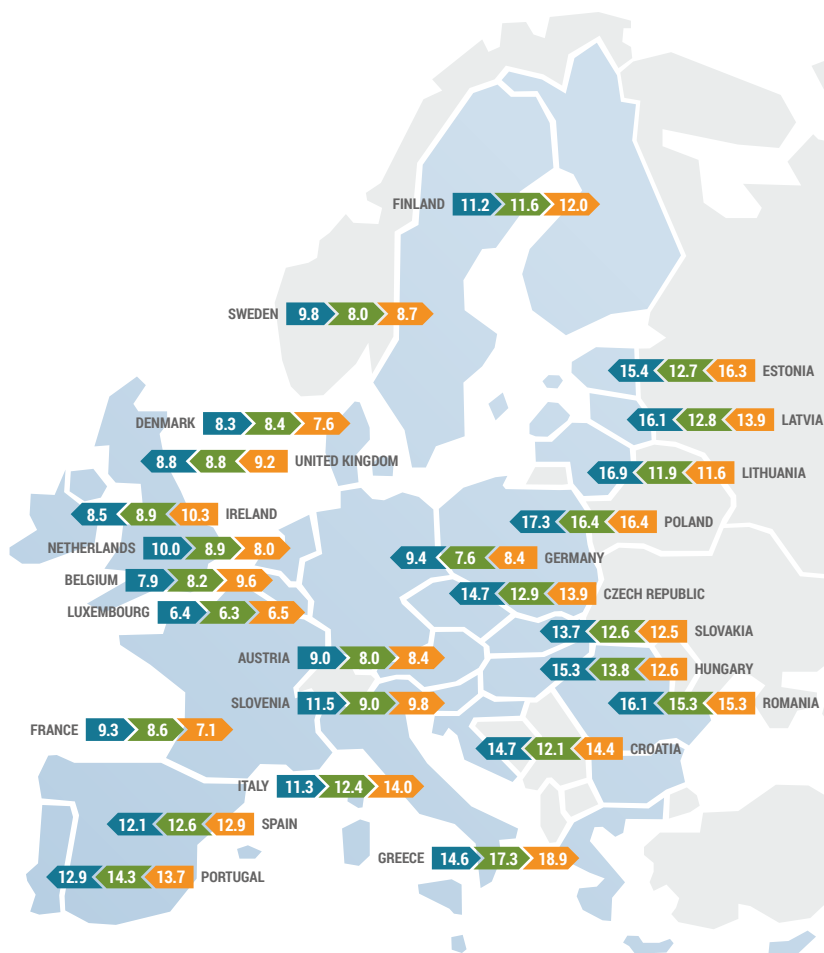 FINLAND 11.2 11.6 12.0
SWEDEN 9.8 8.0 8.7
15.4 12.7 16.3 ESTONIA
DENMARK 8.3 8.4 7.6
16.1 12.8 13.9 LATVIA
8.8 8.8 9.2 UNITED KINGDOM
16.9 11.9 11.6 LITHUANIA
8.5 8.9 10.3 IRELAND
17.3 16.4 16.4 POLAND
NETHERLANDS 10.0 8.9 8.0
9.4 7.6 8.4 GERMANY
BELGIUM 7.9 8.2 9.6
14.7 12.9 13.9 CZECH REPUBLIC
LUXEMBOURG 6.4 6.3 6.5
13.7 12.6 12.5 SLOVAKIA
AUSTRIA 9.0 8.0 8.4
15.3 13.8 12.6 HUNGARY
SLOVENIA 11.5 9.0 9.8
16.1 15.3 15.3 ROMANIA
FRANCE 9.3 8.6 7.1
14.7 12.1 14.4 CROATIA
ITALY 11.3 12.4 14.0
12.1 12.6 12.9 SPAIN
GREECE 14.6 17.3 18.9
12.9 14.3 13.7 PORTUGAL